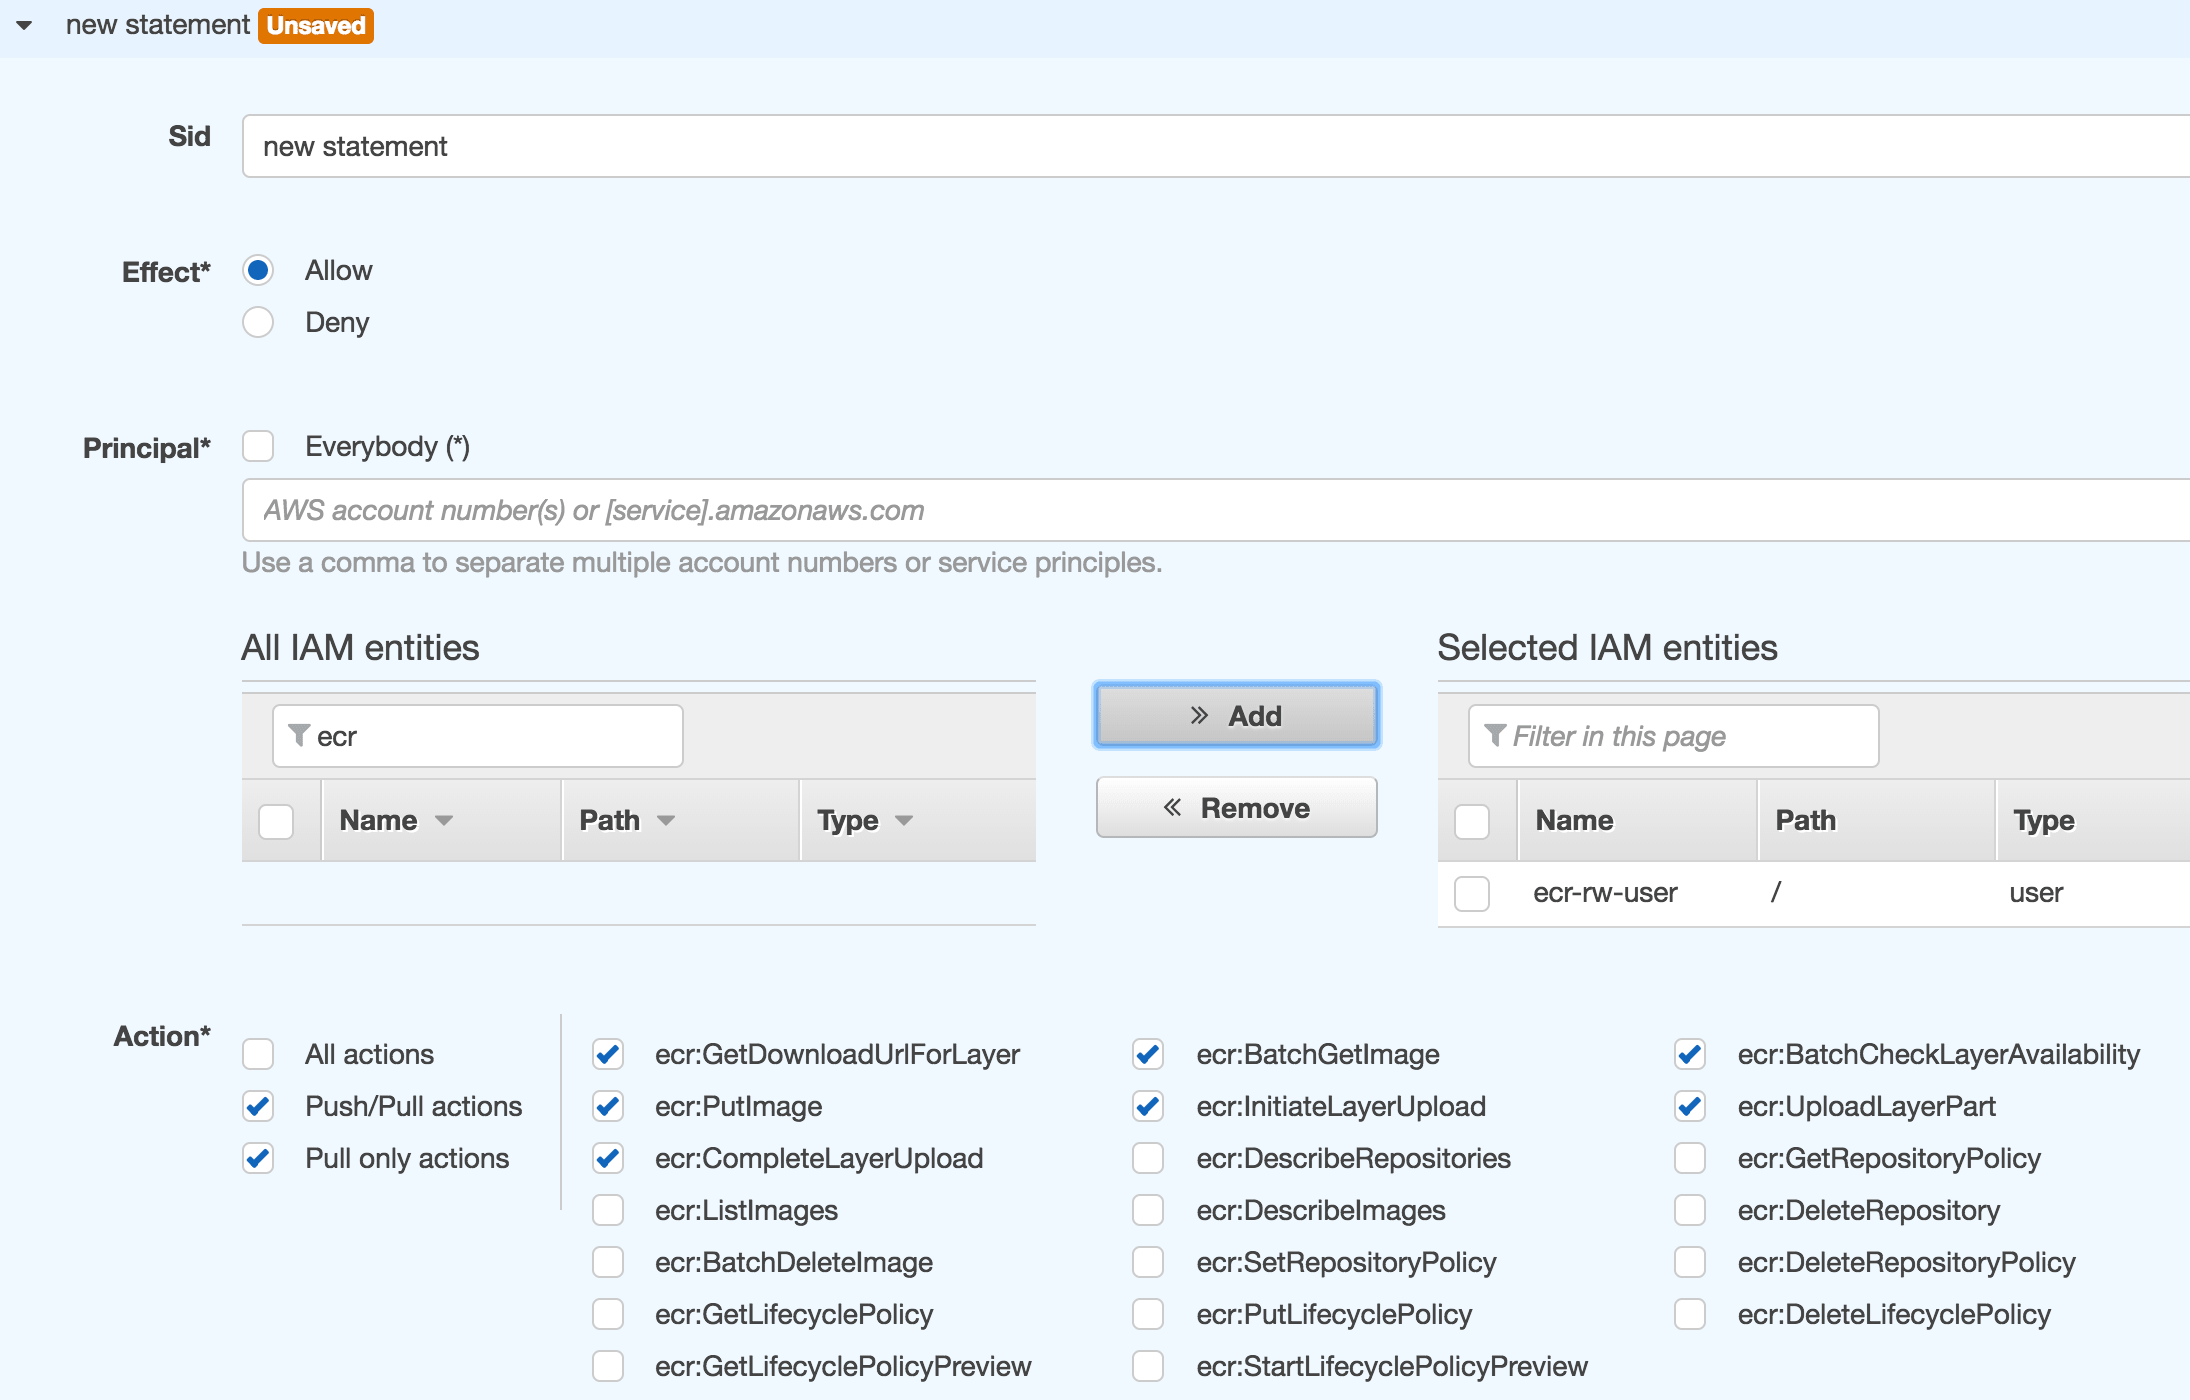 new statement Unsaved
Sid
new statement
Effect*
Allow
Deny
Principal*
Everybody (*)
AWS account number(s) or [service].amazonaws.com
Use a comma to separate multiple account numbers or service principles.
All IAM entities
ecr
Name Path Type
Add
Remove
Selected IAM entities
Filter in this page
Name Path Type
ecr-rw-user / user
Action*
All actions
Push/Pull actions
Pull only actions
ecr:GetDownloadUrlForLayer ecr:BatchGetImage ecr:BatchCheckLayerAvailability
ecr:PutImage ecr:InitiateLayerUpload ecr:UploadLayerPart
ecr:CompleteLayerUpload ecr:DescribeRepositories ecr:GetRepositoryPolicy
ecr:ListImages ecr:DescribeImages ecr:DeleteRepository
ecr:BatchDeleteImage ecr:SetRepositoryPolicy ecr:DeleteRepositoryPolicy
ecr:GetLifecyclePolicy ecr:PutLifecyclePolicy ecr:DeleteLifecyclePolicy
ecr:GetLifecyclePolicyPreview ecr:StartLifecyclePolicyPreview